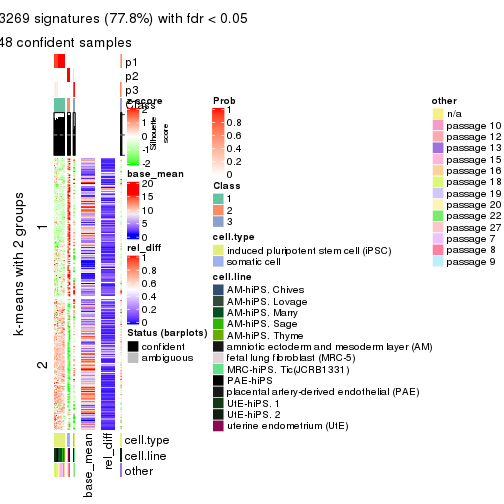 3269 signatures (77.8%) with fdr < 0.05
48 confident samples
p1
p2
p3
Class
Silhouette score
k-means with 2 groups
1
2
base_mean
rel_diff
cell.type
cell.line
other
z-score
2
1
0
-1
-2
base_mean
20
15
10
5
0
rel_diff
1
0.8
0.6
0.4
0.2
0
Status (barplots)
confident
ambiguous
Prob
1
0.8
0.6
0.4
0.2
0
Class
1
2
3
cell.type
induced pluripotent stem cell (iPSC)
somatic cell
cell.line
AM-hiPS. Chives
AM-hiPS. Lovage
AM-hiPS. Marry
AM-hiPS. Sage
AM-hiPS. Thyme
amniotic ectoderm and mesoderm layer (AM)
fetal lung fibroblast (MRC-5)
MRC-hiPS. Tic(JCRB1331)
PAE-hiPS
placental artery-derived endothelial (PAE)
UtE-hiPS. 1
UtE-hiPS. 2
uterine endometrium (UtE)
other
n/a
passage 10
passage 12
passage 13
passage 15
passage 16
passage 18
passage 19
passage 20
passage 22
passage 27
passage 7
passage 8
passage 9